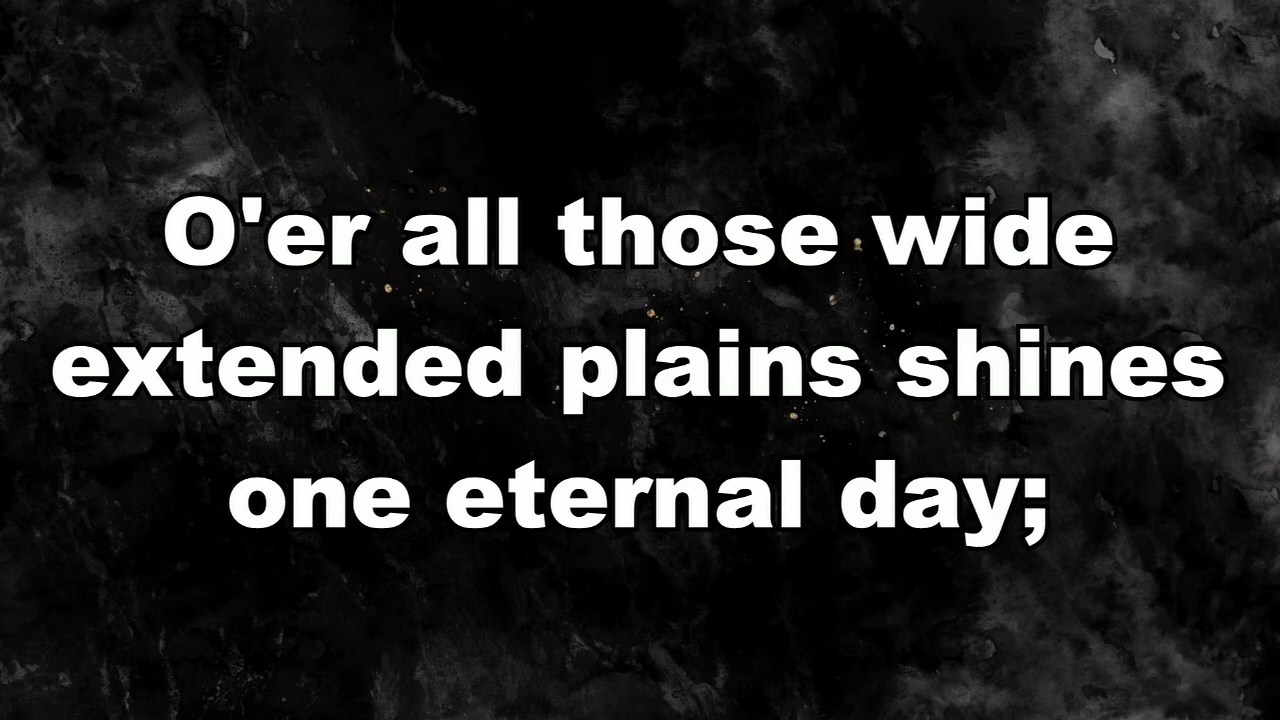 O'er all those wide
extended plains shines
one eternal day;